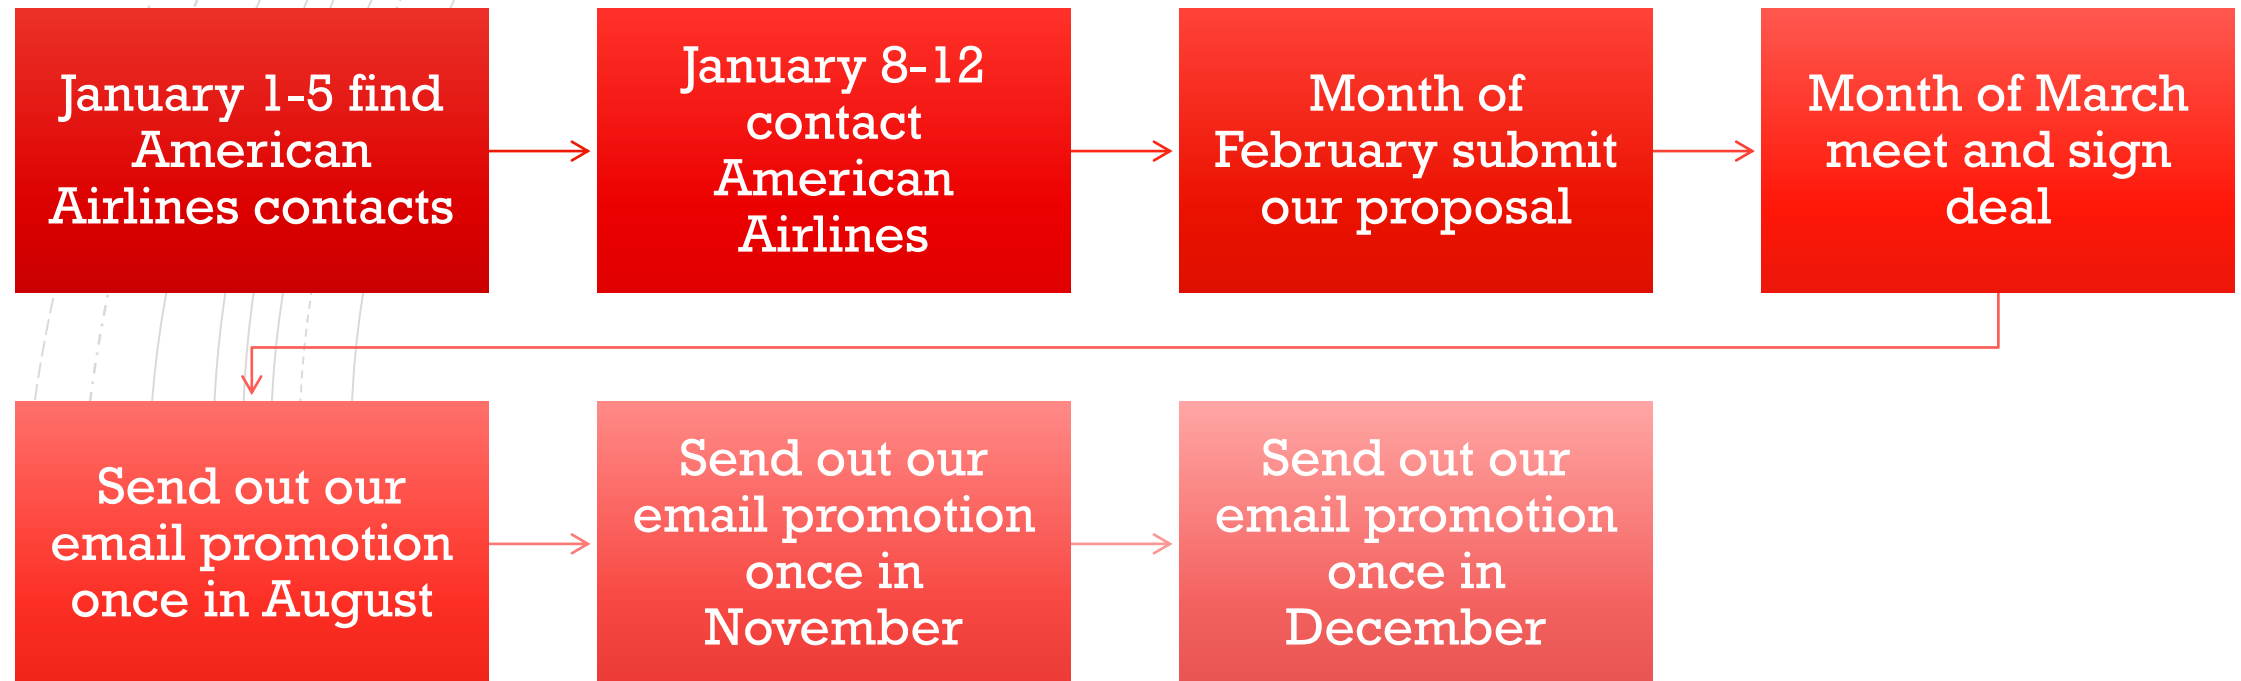 January 1-5 find
American
Airlines contacts
January 8-12
contact
American
Airlines
Month of
February submit
our proposal
Month of March
meet and sign
deal
Send out our
email promotion
once in August
Send out our
email promotion
once in
November
Send out our
email promotion
once in
December